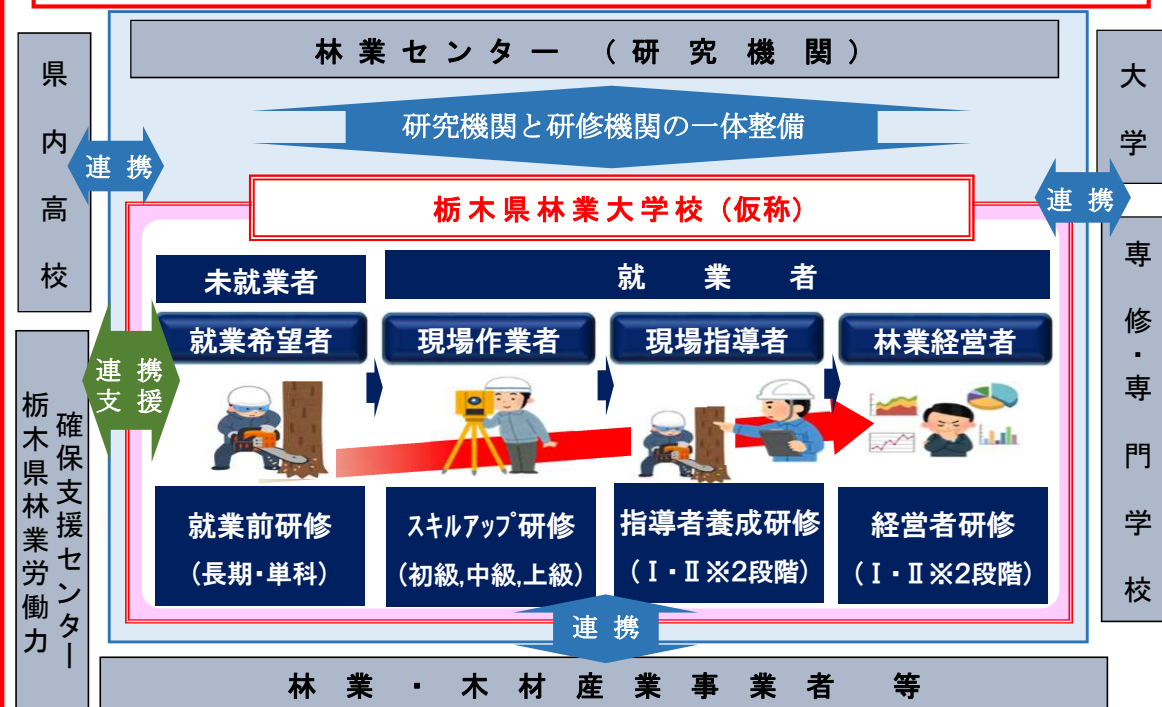 林業センター（研究機関）
研究機関と研修機関の一体整備
県内高校
大学
連携
連携
栃木県林業大学校（仮称）
未就業者
就業者
就業希望者
現場作業者
現場指導者
林業経営者
連携
支援
専修・専門学校
栃木県林業労働力
確保支援センター
就業前研修
（長期・単科）
スキルアップ研修
（初級,中級,上級）
指導者養成研修
（Ⅰ・Ⅱ※2段階）
経営者研修
（Ⅰ・Ⅱ※2段階）
連携
林業・木材産業事業者等